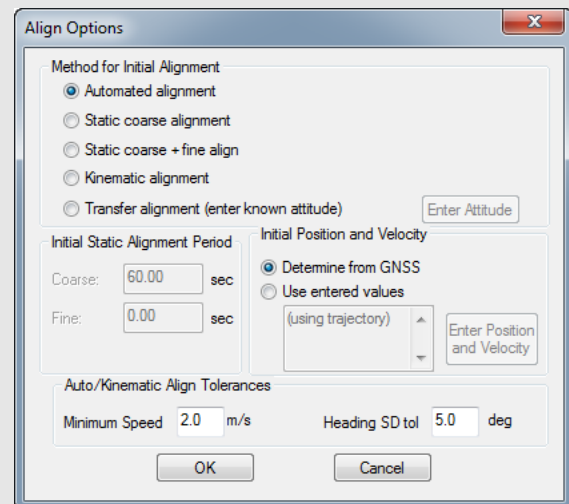 Align Options
Method for Initial Alignment
Automated alignment
Static coarse alignment
Static coarse + fine align
Kinematic alignment
Transfer alignment (enter known attitude)
Enter Attitude
Initial Static Alignment Period
Coarse: 60.00 sec
Fine: 0.00 sec
Initial Position and Velocity
Determine from GNSS
Use entered values
(using trajectory)
Enter Position
and Velocity
Auto/Kinematic Align Tolerances
Minimum Speed 2.0 m/s Heading SD tol 5.0 deg
OK Cancel